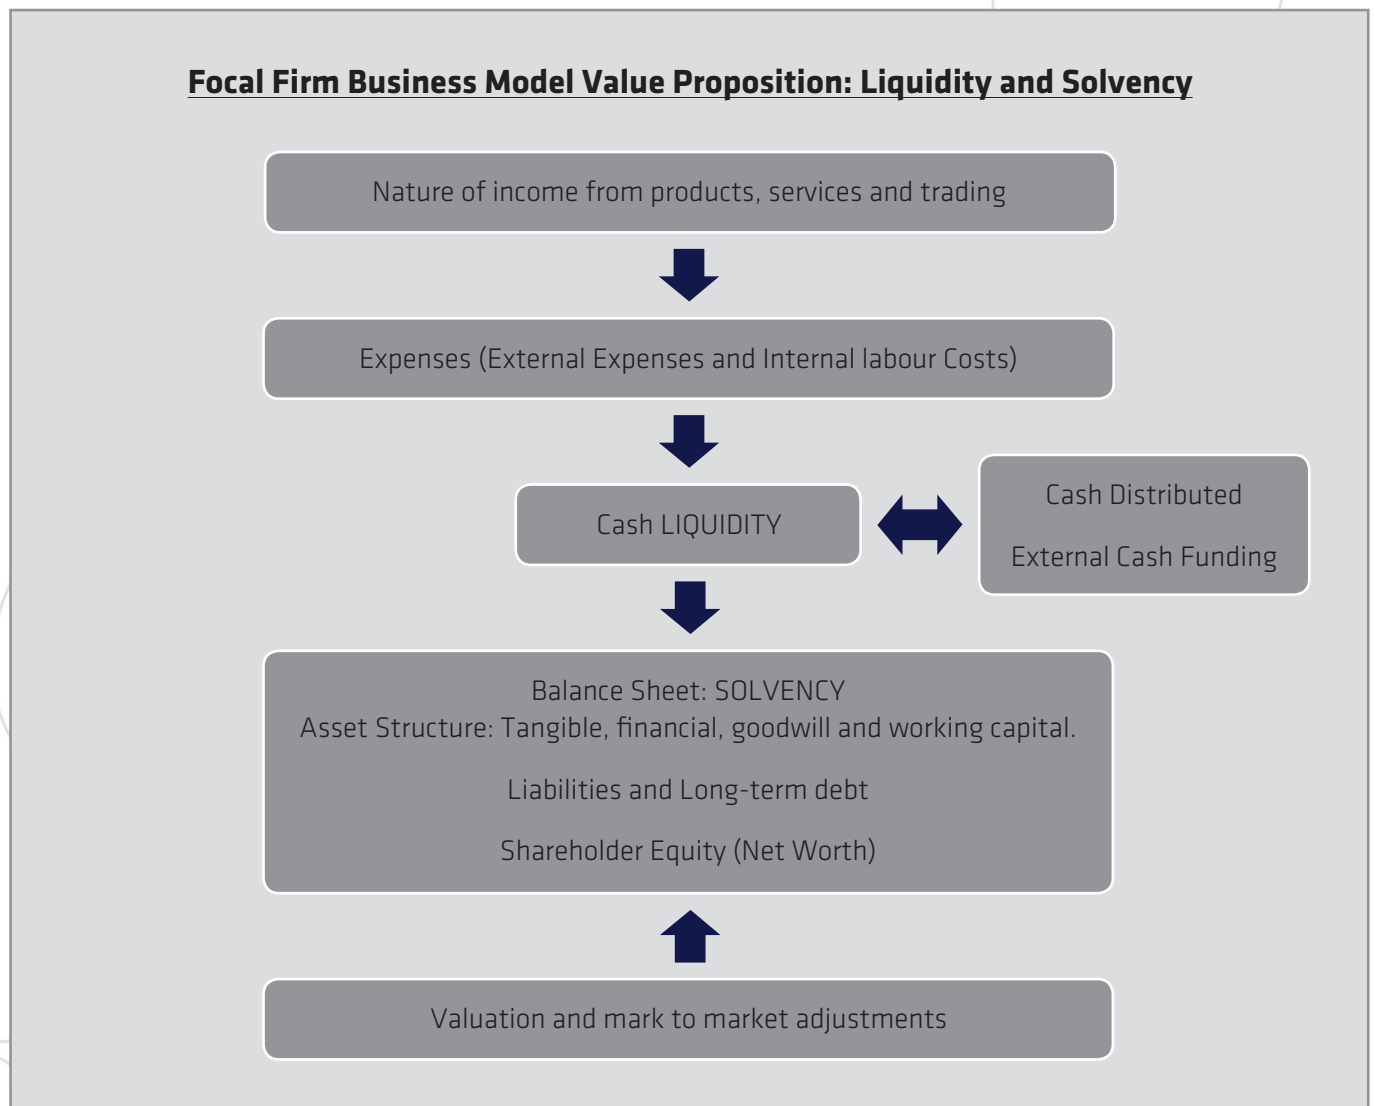 Focal Firm Business Model Value Proposition: Liquidity and Solvency
Nature of income from products, services and trading
Expenses (External Expenses and Internal labour Costs)
Cash LIQUIDITY
Cash Distributed
External Cash Funding
Balance Sheet: SOLVENCY
Asset Structure: Tangible, financial, goodwill and working capital.
Liabilities and Long-term debt
Shareholder Equity (Net Worth)
Valuation and mark to market adjustments